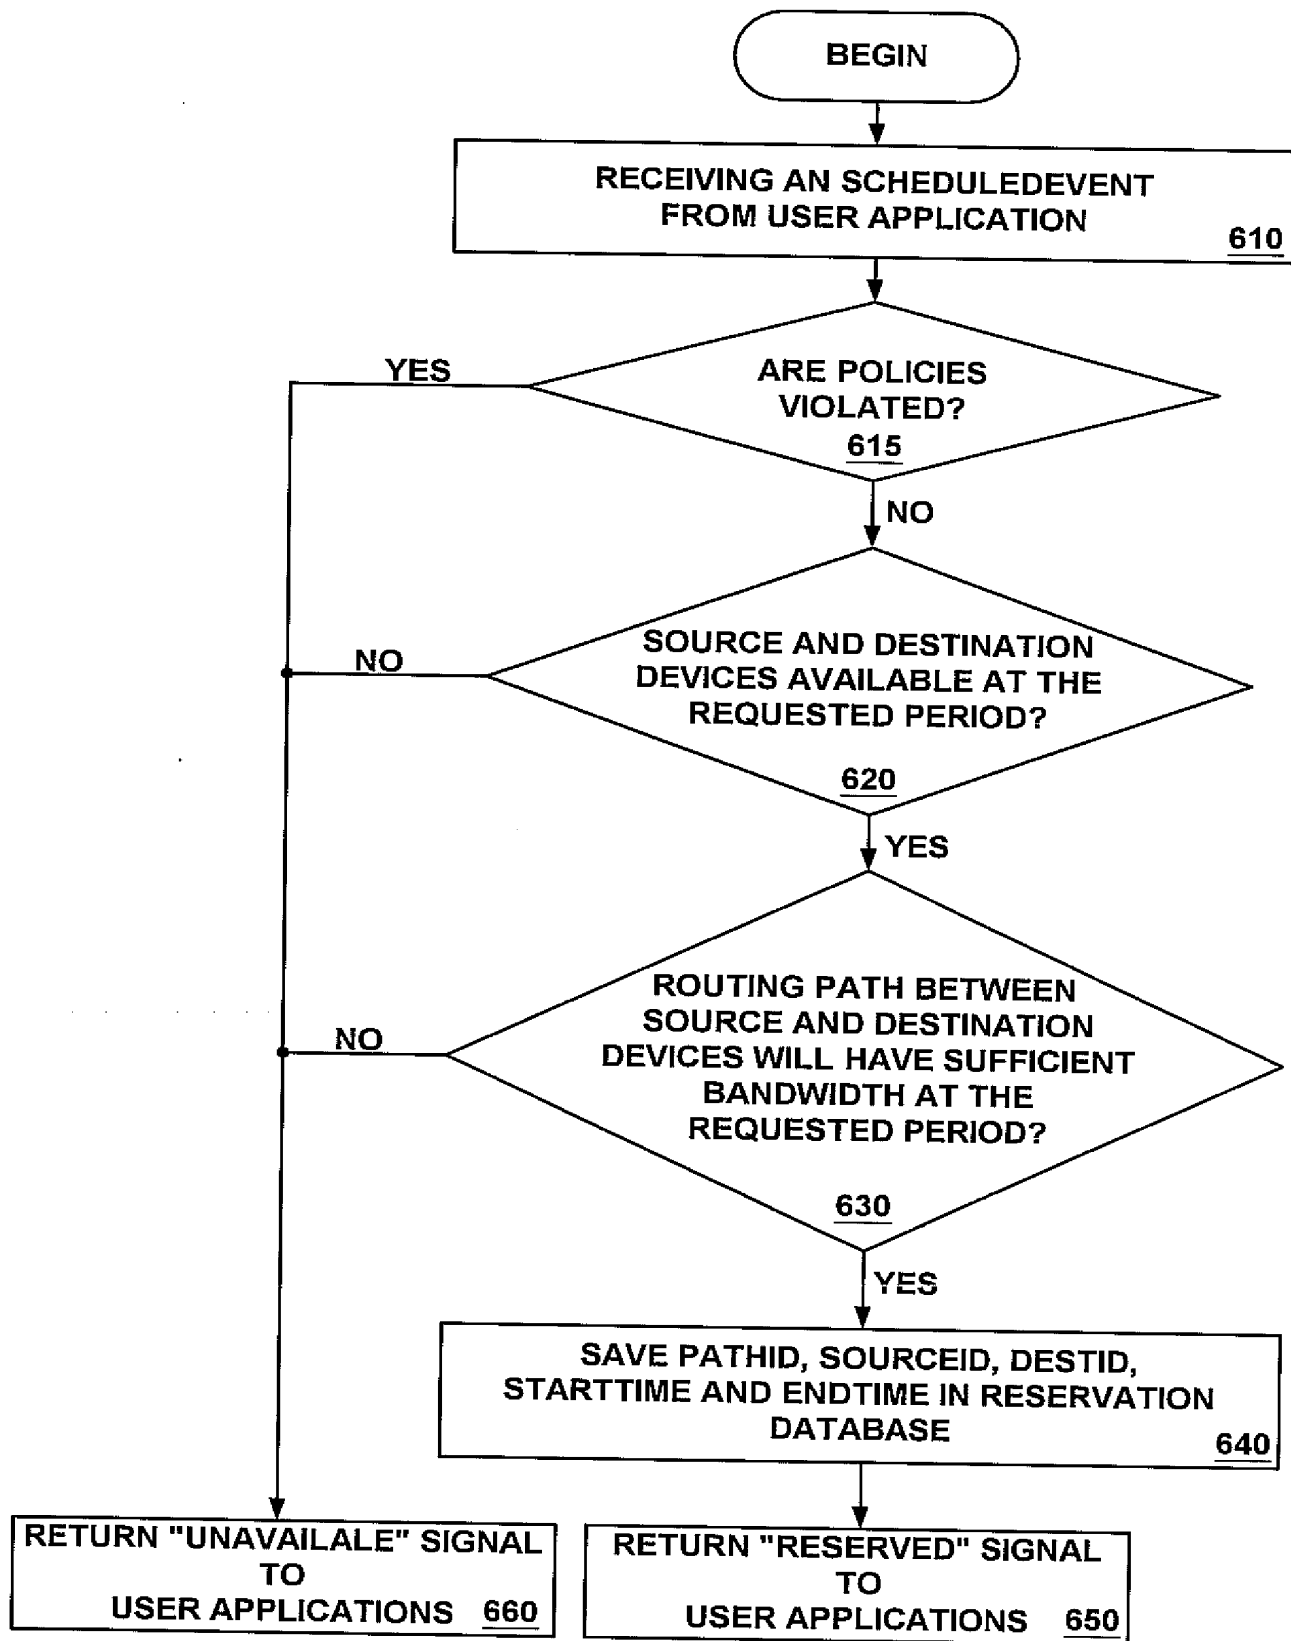 BEGIN
RECEIVING AN SCHEDULEDEVENT
FROM USER APPLICATION
610
YES
ARE POLICIES
VIOLATED?
615
NO
NO
SOURCE AND DESTINATION
DEVICES AVAILABLE AT THE
REQUESTED PERIOD?
620
YES
NO
ROUTING PATH BETWEEN
SOURCE AND DESTINATION
DEVICES WILL HAVE SUFFICIENT
BANDWIDTH AT THE
REQUESTED PERIOD?
630
YES
SAVE PATHID, SOURCEID, DESTID,
STARTTIME AND ENDTIME IN RESERVATION
DATABASE
640
RETURN "UNAVAILALE" SIGNAL
TO
USER APPLICATIONS 660
RETURN "RESERVED" SIGNAL
TO
USER APPLICATIONS 650